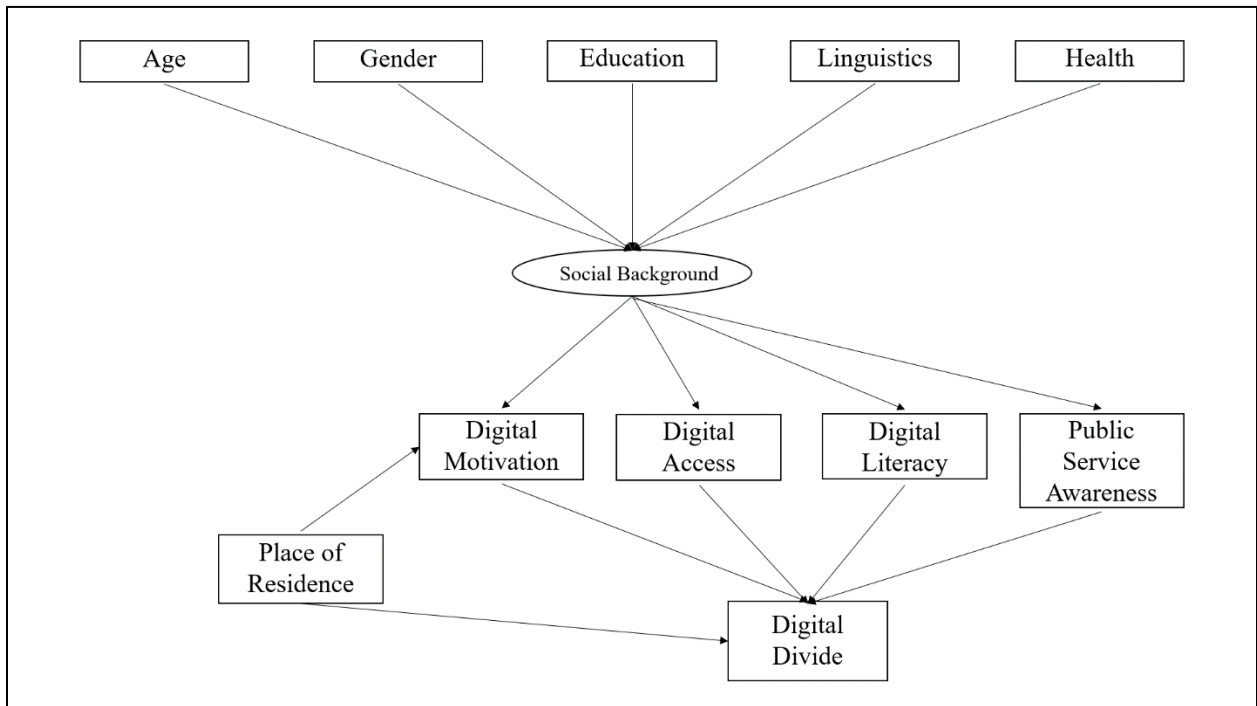 Age
Gender
Education
Linguistics
Health
Social Background
Digital
Motivation
Digital
Access
Digital
Literacy
Public
Service
Awareness
Place of
Residence
Digital
Divide